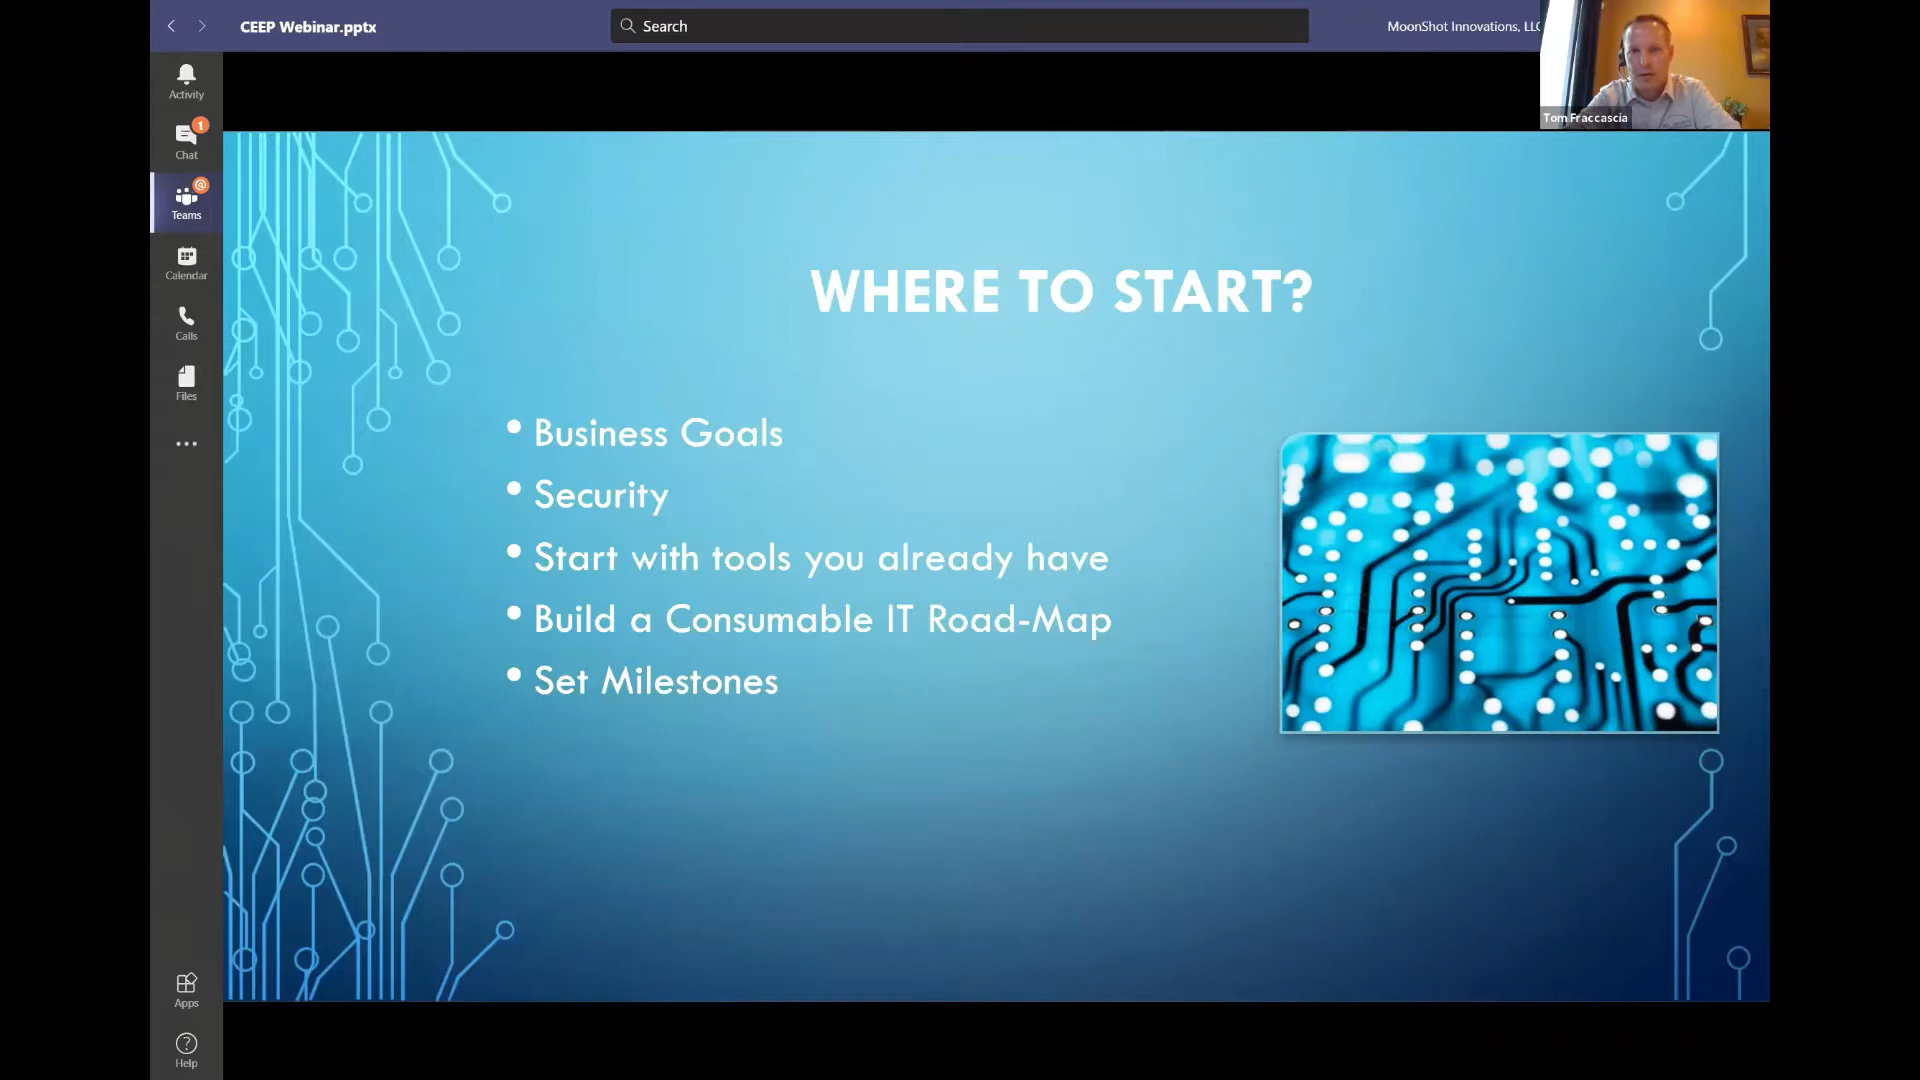 CEEP Webinar.pptx
Search
MoonShot Innovations, LLC
Tom Fraccascia
Activity
1
Chat
@
Teams
Calendar
Calls
Files
Apps
Help
WHERE TO START?
• Business Goals
• Security
• Start with tools you already have
• Build a Consumable IT Road-Map
• Set Milestones